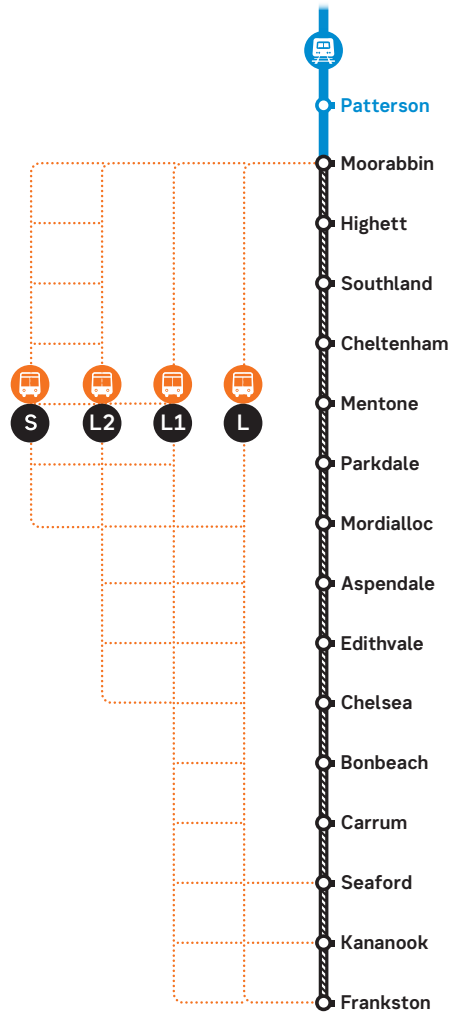 Patterson
Moorabbin
Highett
Southland
Cheltenham
Mentone
S L2 L1 L
Parkdale
Mordialloc
Aspendale
Edithvale
Chelsea
Bonbeach
Carrum
Seaford
Kananook
Frankston